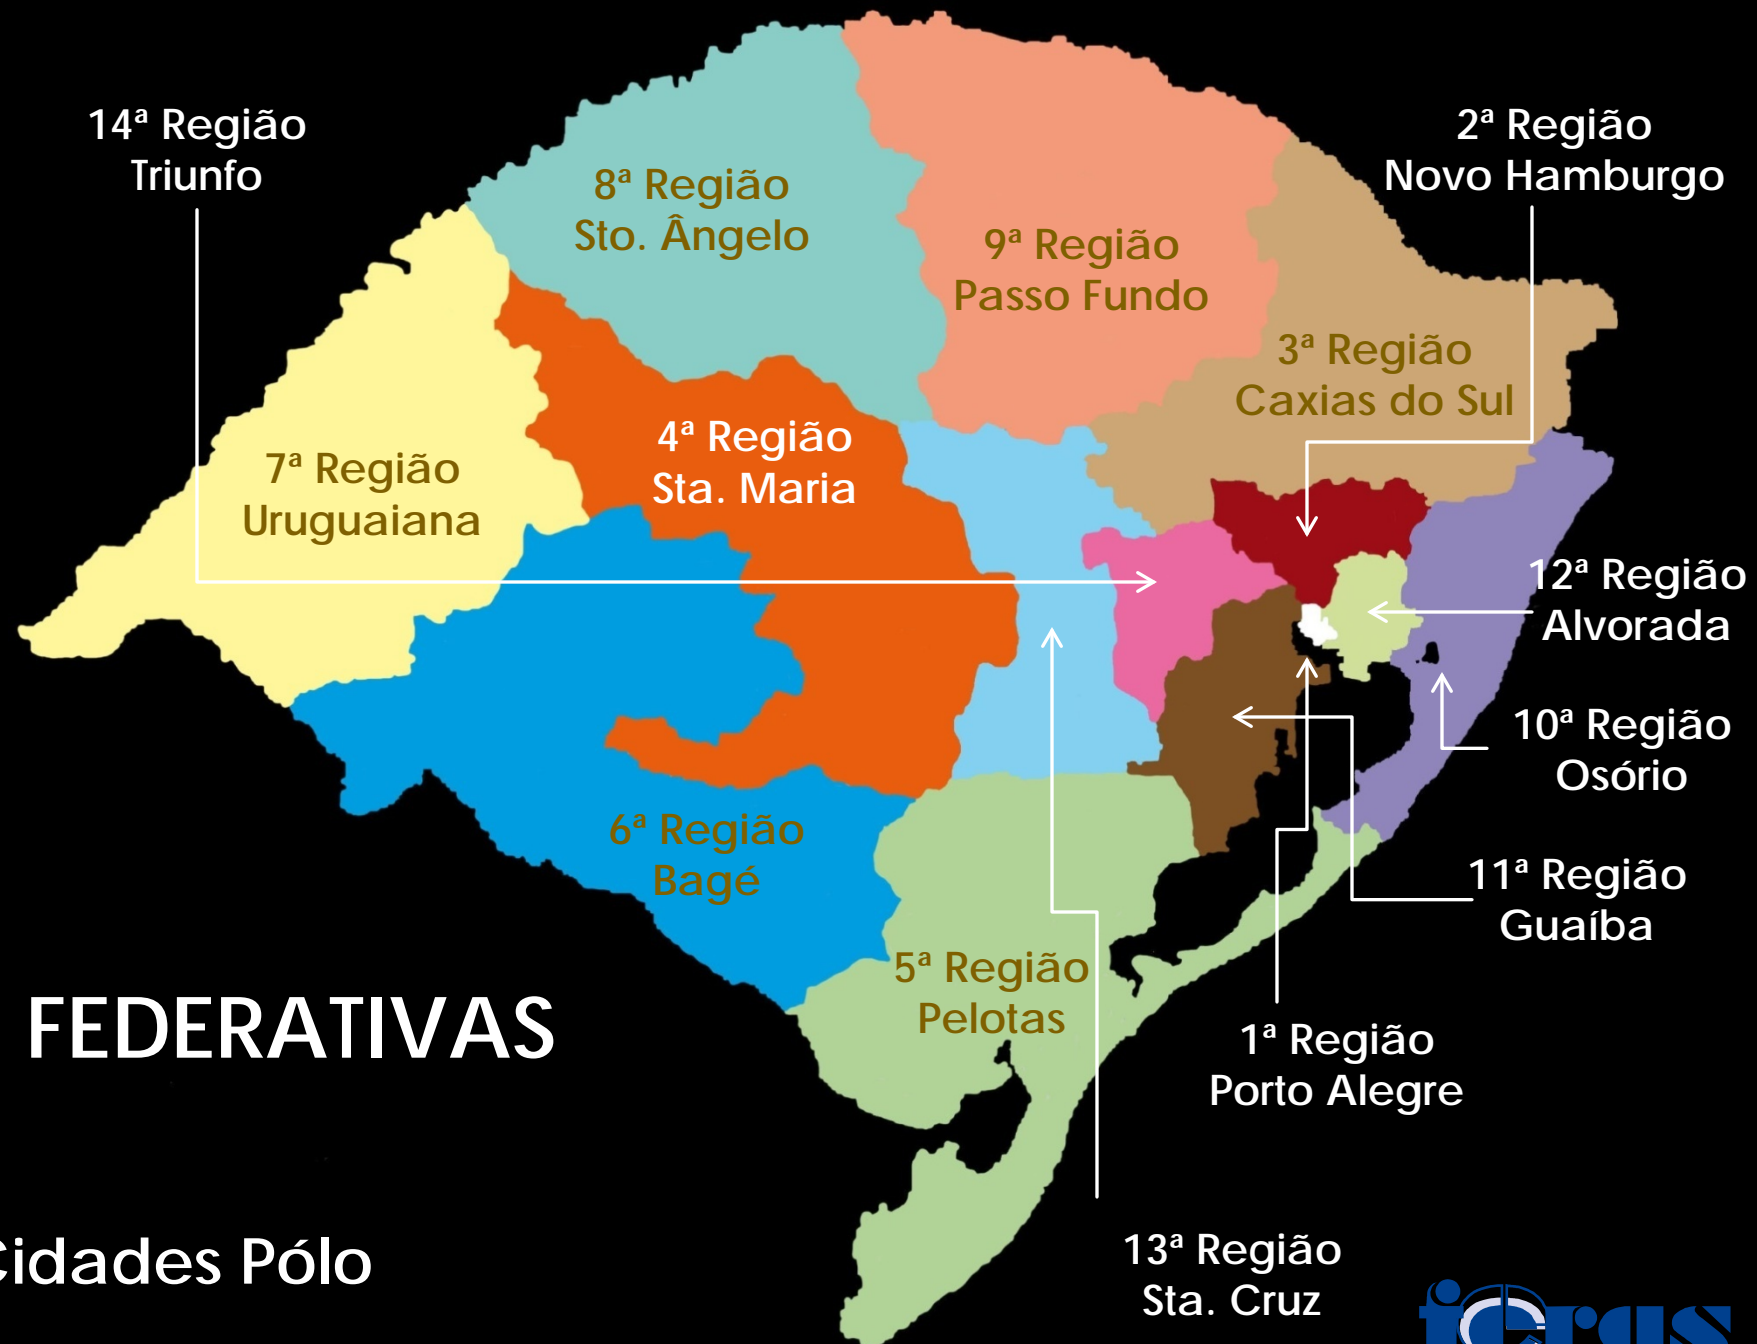 14ª Região
Triunfo
8ª Região
Sto. Ângelo
9ª Região
Passo Fundo
2ª Região
Novo Hamburgo
3ª Região
Caxias do Sul
4ª Região
Sta. Maria
7ª Região
Uruguaiana
12ª Região
Alvorada
10ª Região
Osório
6ª Região
Bagé
11ª Região
Guaíba
5ª Região
Pelotas
FEDERATIVAS
1ª Região
Porto Alegre
Cidades Pólo
13ª Região
Sta. Cruz